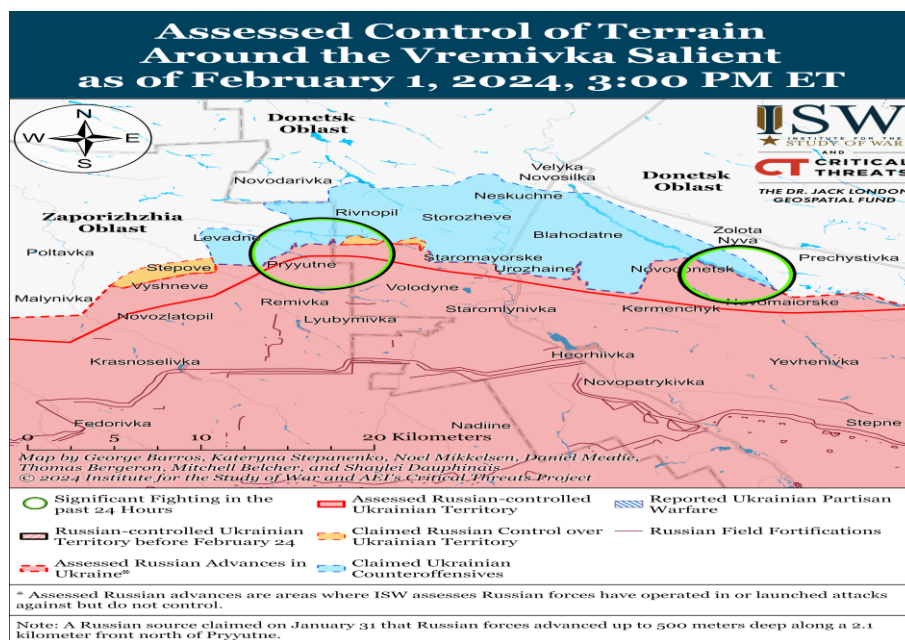 Assessed Control of Terrain
Around the Vremivka Salient
as of February 1, 2024, 3:00 PM ET
N
W E
S
Donetsk
Oblast
ISW
INSTITUTE FOR THE
STUDY OF WAR
AND
CT CRITICAL
THREATS
THE DR. JACK LONDON
GEOSPATIAL FUND
Velyka
Novosilka
Donetsk
Oblast
Novodarivka
Neskuchne
Zaporizhzhia
Oblast
Rivnopil
Storozheve
Levadne
Blahodatne
Zolota
Nyva
Poltavka
Prechystivka
Stepove
Pryyutne
Staromayorske
Urozhaine
Novodonetsk
Vyshneve
Volodyne
Malynivka
Remivka
Novomaiorske
Novozlatopil
Lyubymivka
Staromlynivka
Kermenchyk
Krasnoselivka
Heorhiivka
Yevhenivka
Novopetrykivka
Fedorivka
Nadiine
Stepne
0 5 10 20 Kilometers
Map by George Barros, Kateryna Stepanenko, Noel Mikkelsen, Daniel Mealie,
Thomas Bergeron, Mitchell Belcher, and Shaylei Dauphinais
© 2024 Institute for the Study of War and AEI's Critical Threats Project
Significant Fighting in the
past 24 Hours
Russian-controlled Ukrainian
Territory before February 24
Assessed Russian Advances in
Ukraine*
Assessed Russian-controlled
Ukrainian Territory
Claimed Russian Control over
Ukrainian Territory
Claimed Ukrainian
Counteroffensives
Reported Ukrainian Partisan
Warfare
Russian Field Fortifications
* Assessed Russian advances are areas where ISW assesses Russian forces have operated in or launched attacks
against but do not control.
Note: A Russian source claimed on January 31 that Russian forces advanced up to 500 meters deep along a 2.1
kilometer front north of Pryyutne.